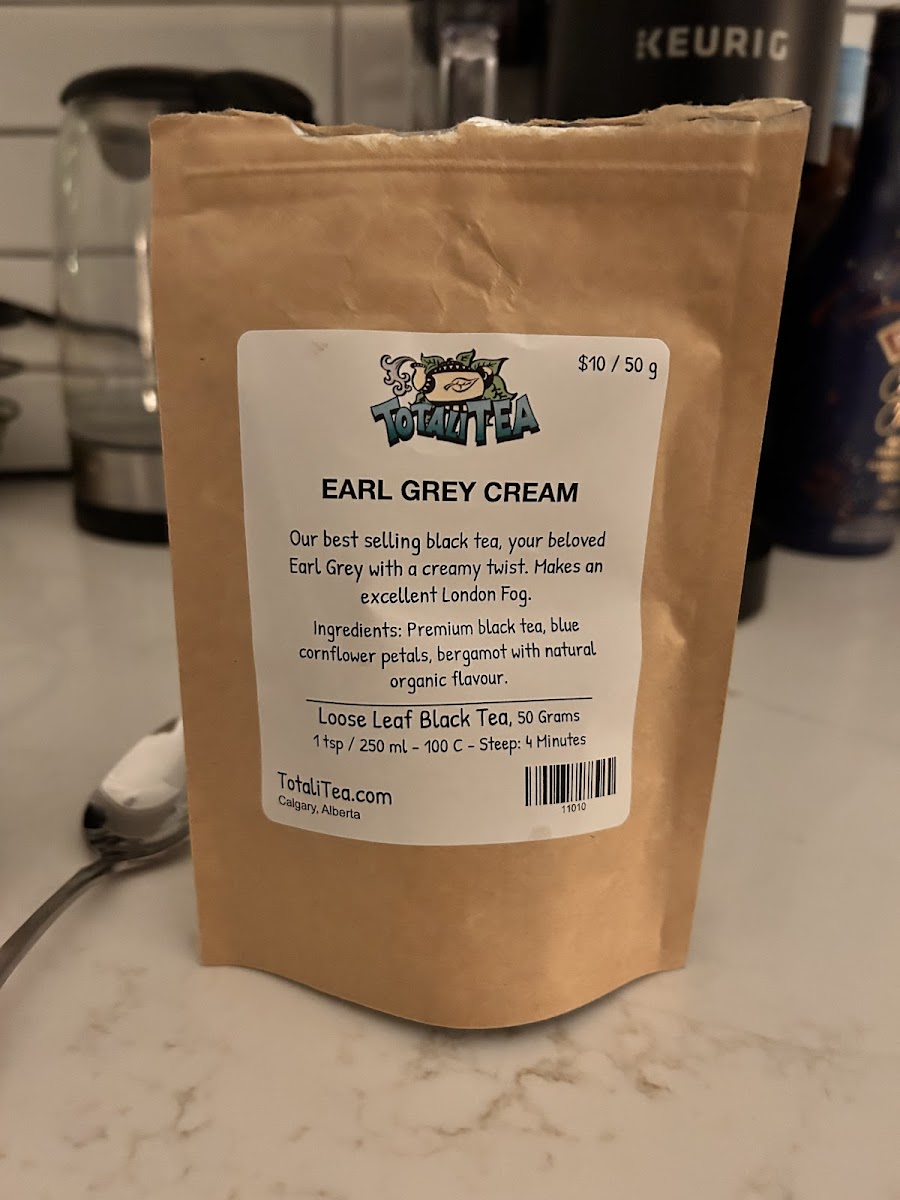 KEURIG
$10 / 50 g
TOTALITEA
EARL GREY CREAM
Our best selling black tea, your beloved
Earl Grey with a creamy twist. Makes an
excellent London Fog.
Ingredients: Premium black tea, blue
cornflower petals, bergamot with natural
organic flavour.
Loose Leaf Black Tea, 50 Grams
1 tsp / 250 ml – 100 C – Steep: 4 Minutes
TotaliTea.com
Calgary, Alberta
11010